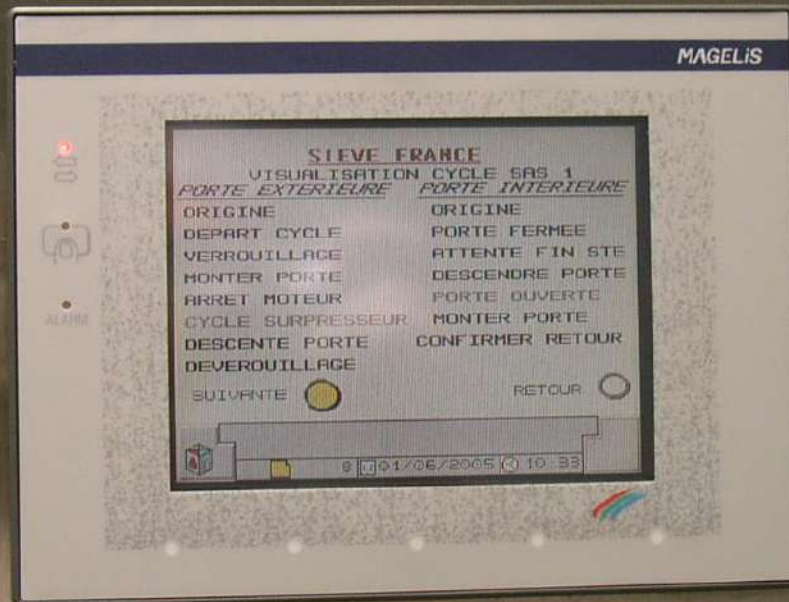 MAGELiS
SIEVE FRANCE
VISUALISATION CYCLE SAS 1
PORTE EXTERIEURE PORTE INTERIEURE
ORIGINE ORIGINE
DEPART CYCLE PORTE FERMEE
VERROUILLAGE ATTENTE FIN STE
MONTER PORTE DESCENDRE PORTE
ARRET MOTEUR PORTE OUVERTE
CYCLE SURPRESSEUR MONTER PORTE
DESCENTE PORTE CONFIRMER RETOUR
DEVEROUILLAGE
SUIVANTE RETOUR
8 01/06/2005 10:33
ALARM